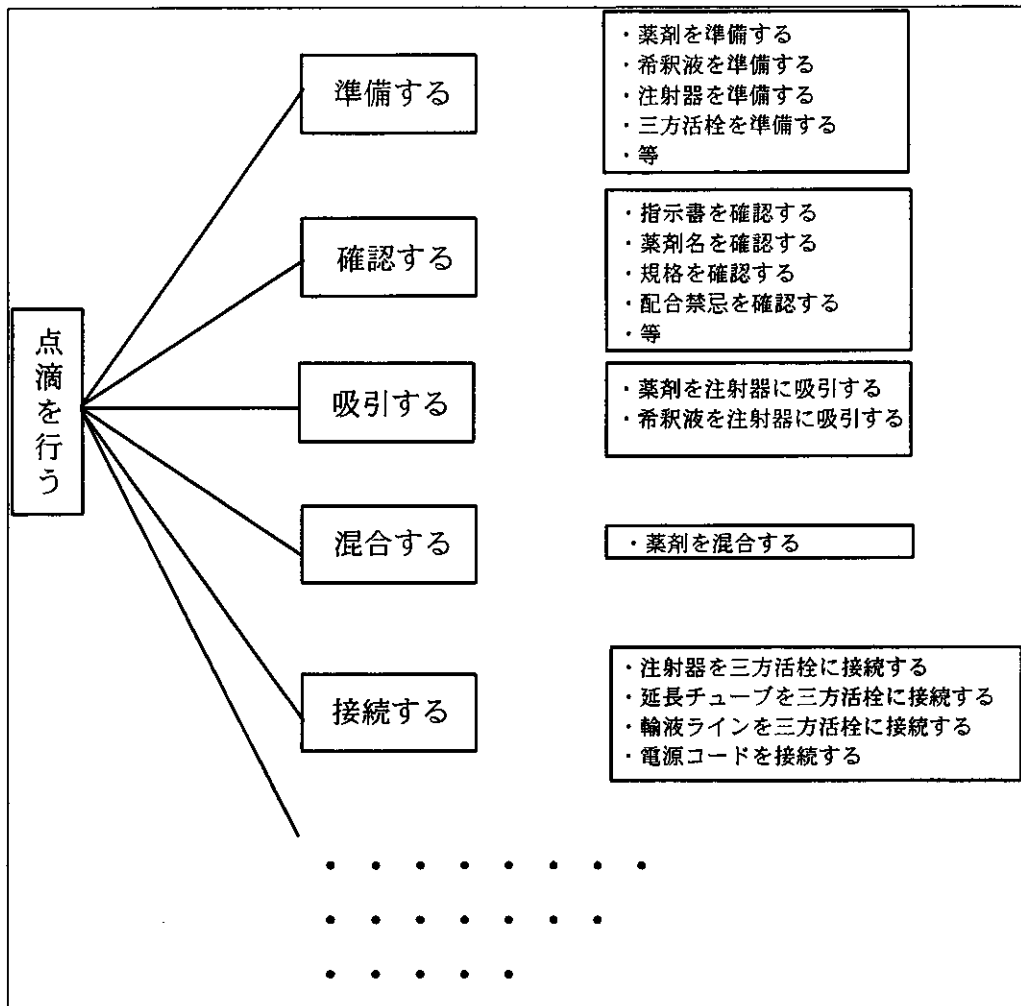 点滴を行う
準備する
・薬剤を準備する
・希釈液を準備する
・注射器を準備する
・三方活栓を準備する
・等
確認する
・指示書を確認する
・薬剤名を確認する
・規格を確認する
・配合禁忌を確認する
・等
吸引する
・薬剤を注射器に吸引する
・希釈液を注射器に吸引する
混合する
・薬剤を混合する
接続する
・注射器を三方活栓に接続する
・延長チューブを三方活栓に接続する
・輸液ラインを三方活栓に接続する
・電源コードを接続する